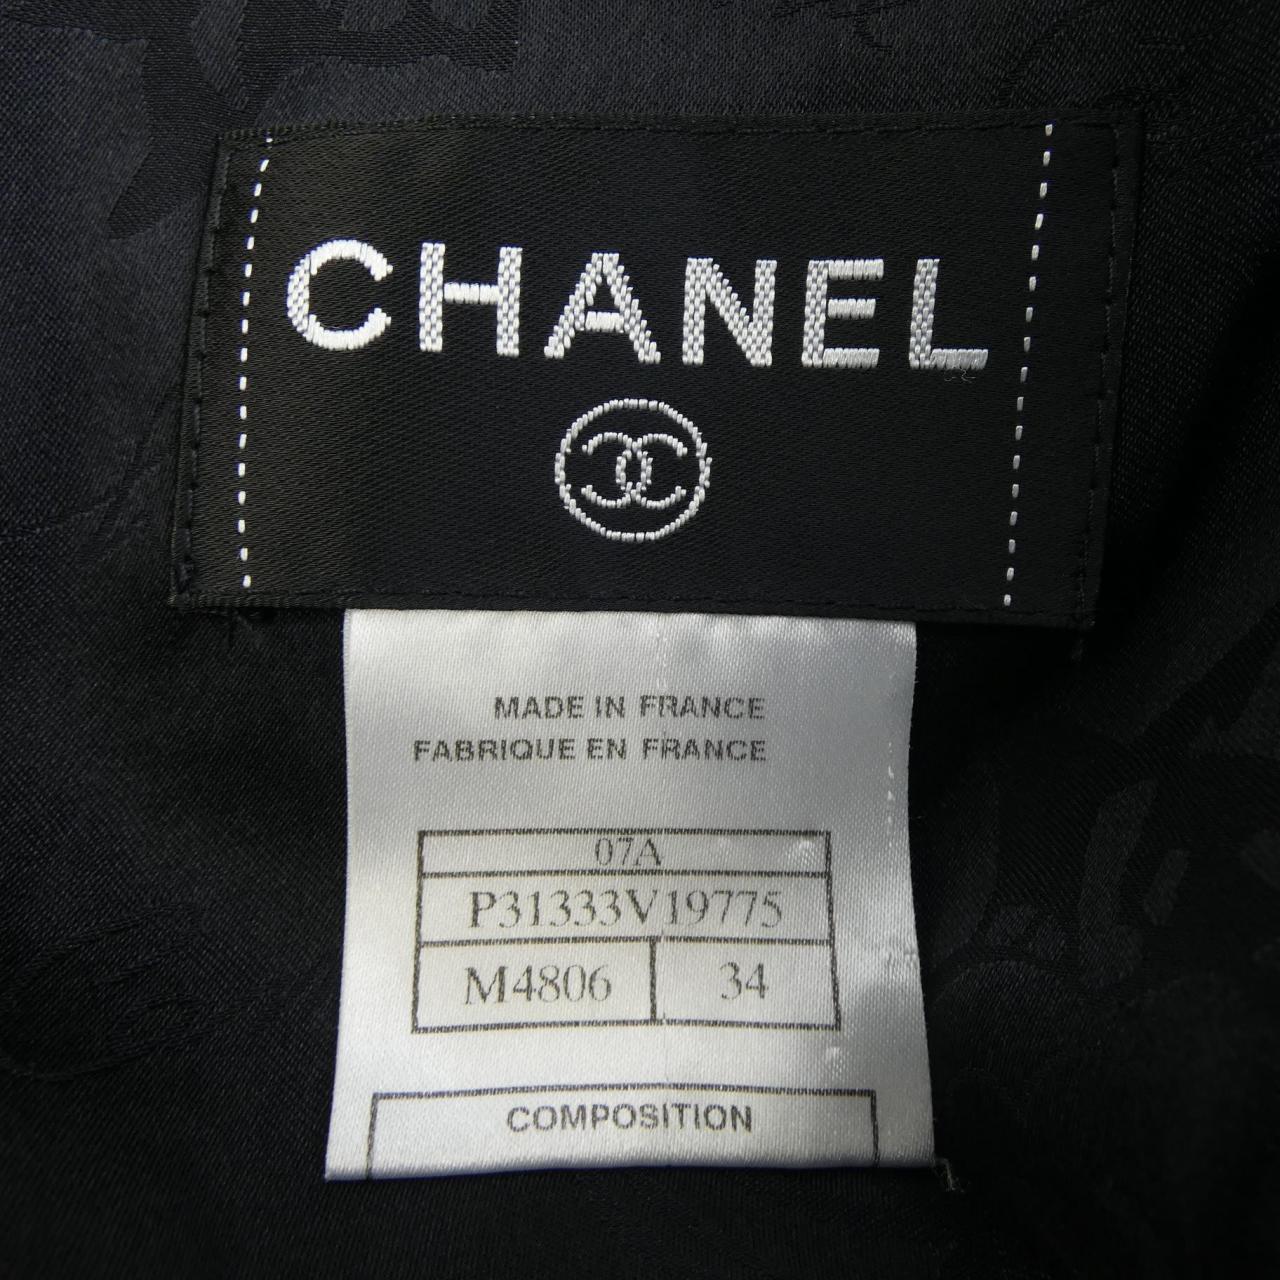 CHANEL
MADE IN FRANCE
FABRIQUE EN FRANCE
07A
P31333V19775
M4806 34
COMPOSITION